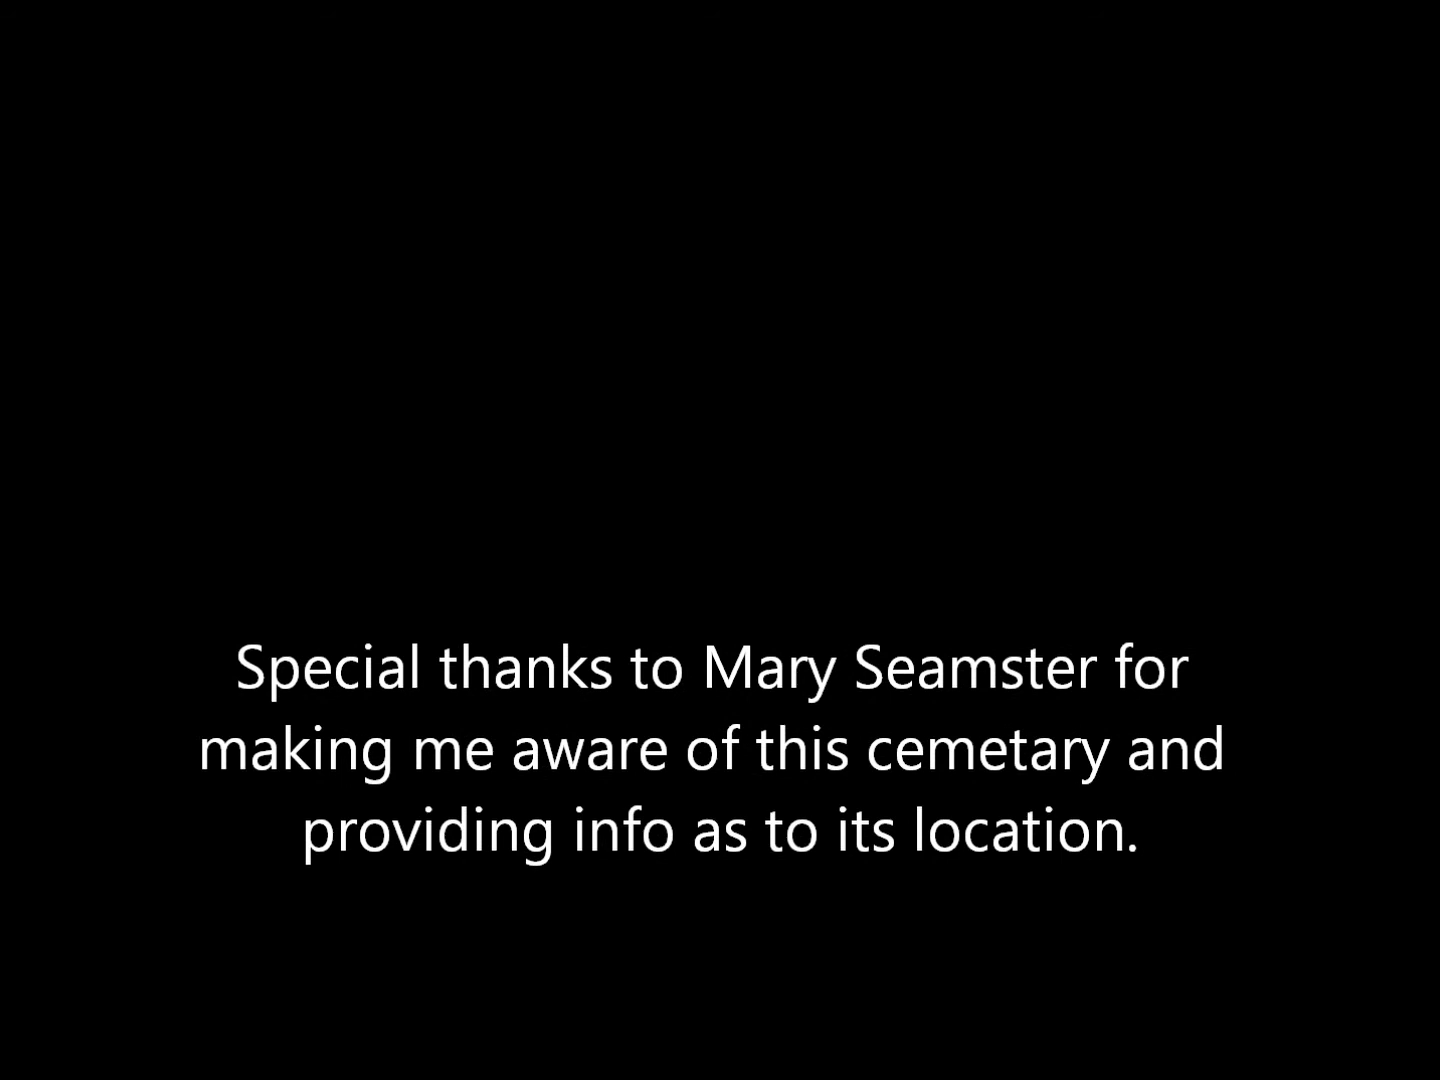 Special thanks to Mary Seamster for
making me aware of this cemetary and
providing info as to its location.